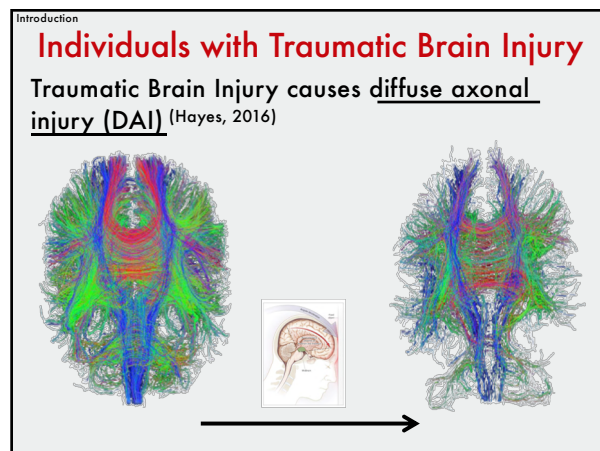 Introduction
Individuals with Traumatic Brain Injury
Traumatic Brain Injury causes diffuse axonal
injury (DAI) (Hayes, 2016)